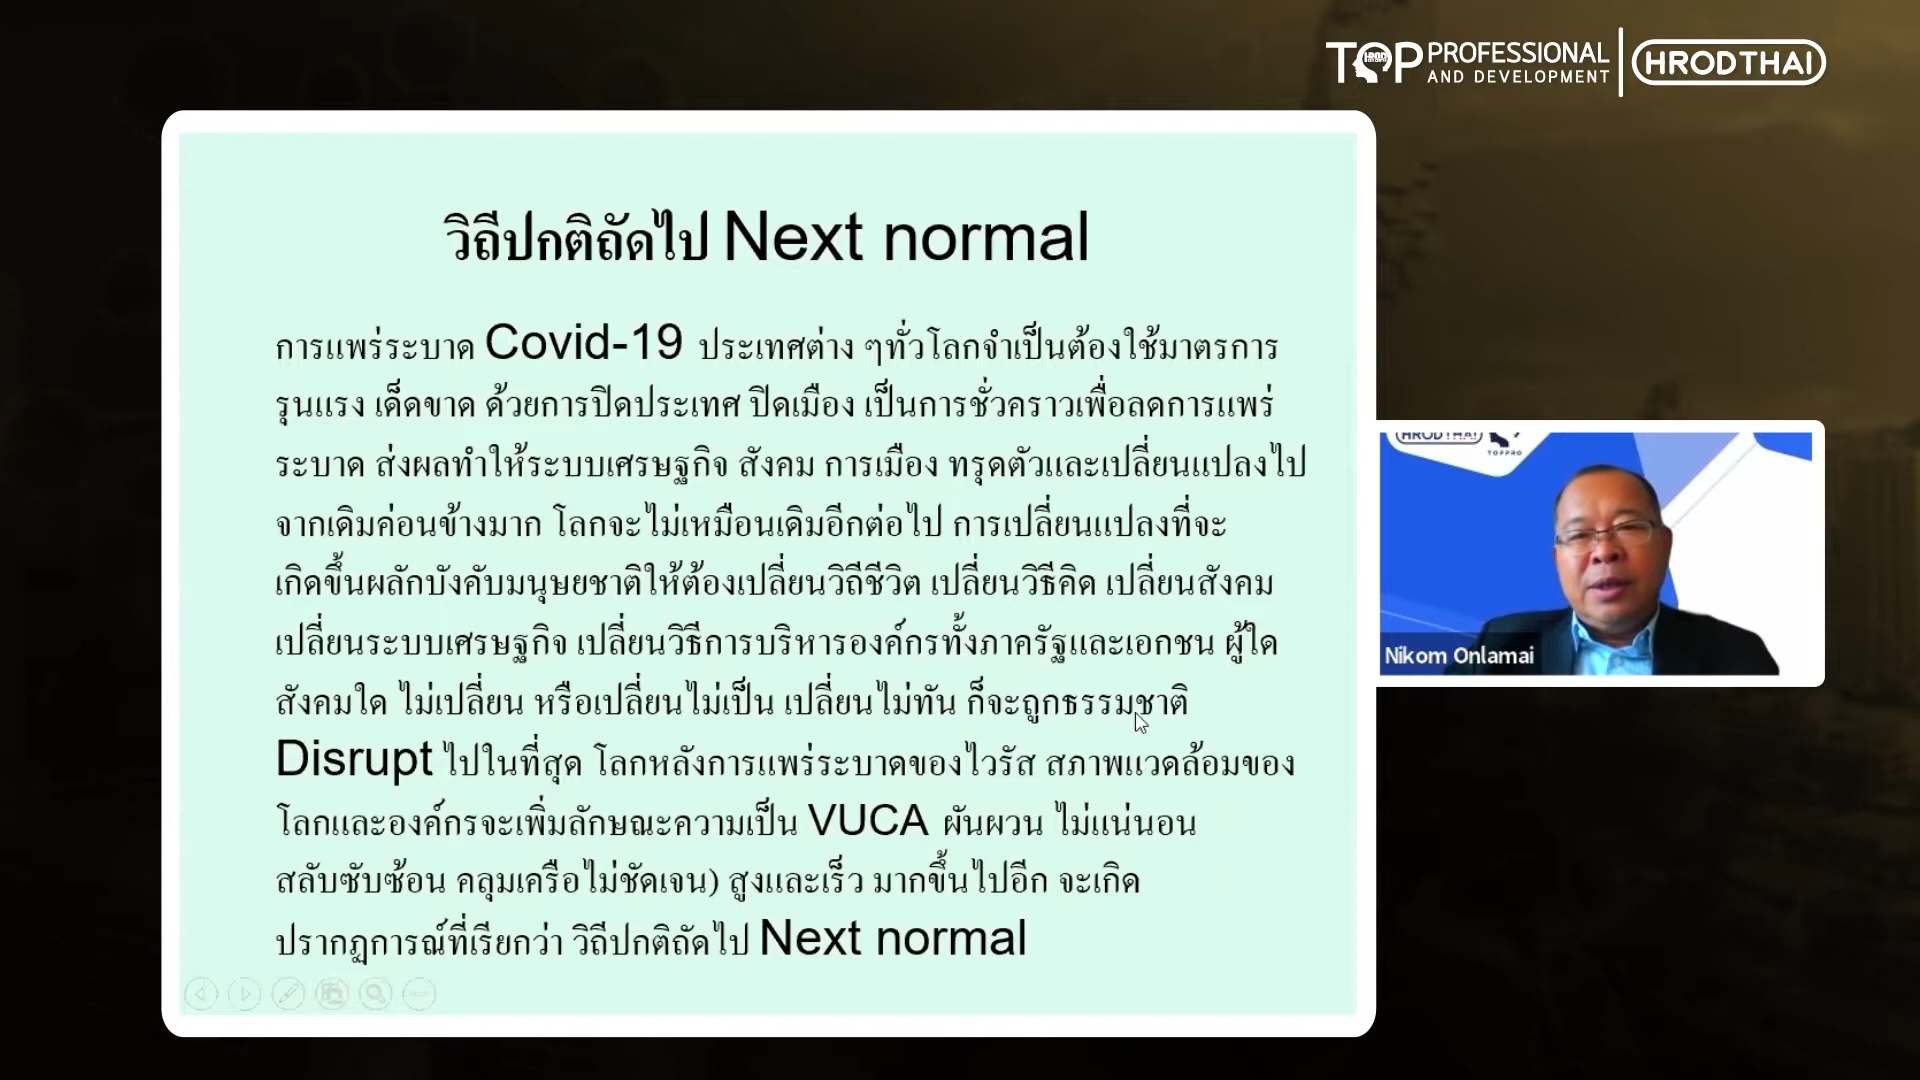 TOP PROFESSIONAL AND DEVELOPMENT | HRODTHAI
วิถีปกติถัดไป Next normal
การแพร่ระบาด Covid-19 ประเทศต่าง ๆทั่วโลกจำเป็นต้องใช้มาตรการ
รุนแรง เด็ดขาด ด้วยการปิดประเทศ ปิดเมือง เป็นการชั่วคราวเพื่อลดการแพร่
ระบาด ส่งผลทำให้ระบบเศรษฐกิจ สังคม การเมือง ทรุดตัวและเปลี่ยนแปลงไป
จากเดิมค่อนข้างมาก โลกจะไม่เหมือนเดิมอีกต่อไป การเปลี่ยนแปลงที่จะ
เกิดขึ้นผลักบังคับมนุษยชาติให้ต้องเปลี่ยนวิถีชีวิต เปลี่ยนวิธีคิด เปลี่ยนสังคม
เปลี่ยนระบบเศรษฐกิจ เปลี่ยนวิธีการบริหารองค์กรทั้งภาครัฐและเอกชน ผู้ใด
สังคมใด ไม่เปลี่ยน หรือเปลี่ยนไม่เป็น เปลี่ยนไม่ทัน ก็จะถูกธรรมชาติ
Disrupt ไปในที่สุด โลกหลังการแพร่ระบาดของไวรัส สภาพแวดล้อมของ
โลกและองค์กรจะเพิ่มลักษณะความเป็น VUCA ผันผวน ไม่แน่นอน
สลับซับซ้อน คลุมเครือไม่ชัดเจน) สูงและเร็ว มากขึ้นไปอีก จะเกิด
ปรากฏการณ์ที่เรียกว่า วิถีปกติถัดไป Next normal
HRODTHAI
TOPPRO
Nikom Onlamai